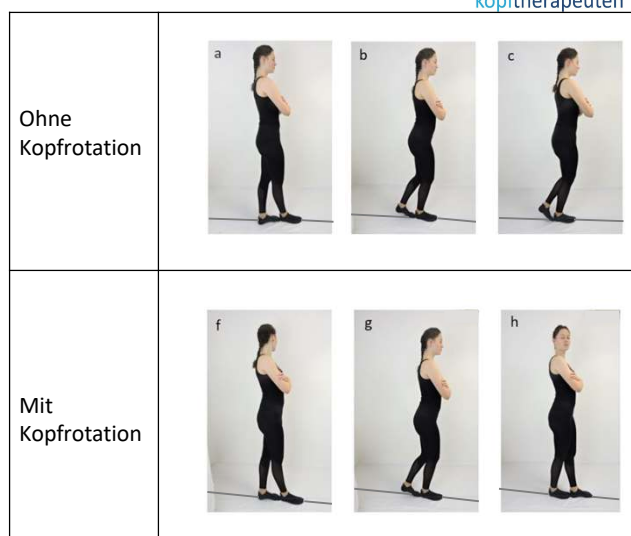 kopftherapeuten
Ohne
Kopfrotation
a
b
c
Mit
Kopfrotation
f
g
h